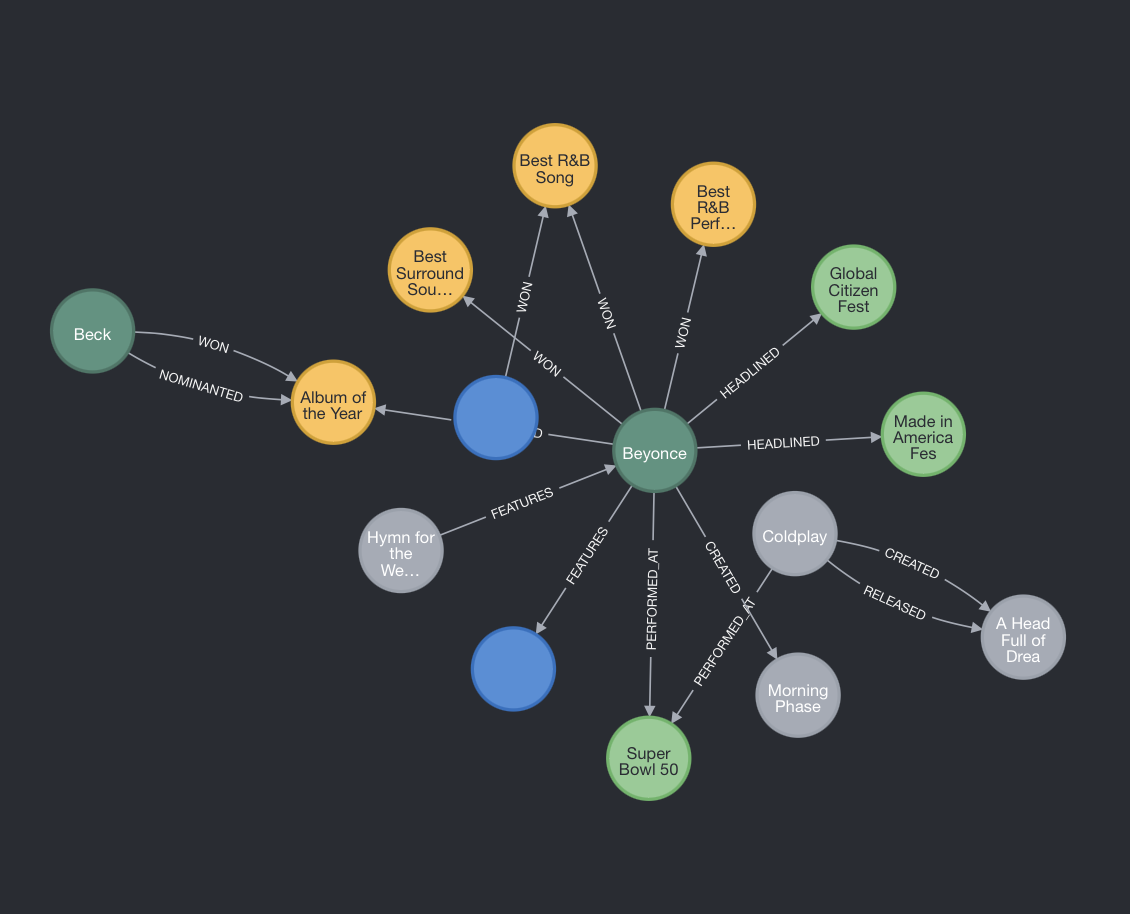 Best R&B
Song
Best
R&B
Perf…
Best
Surround
Sou…
Global
Citizen
Fest
WON
WON
WON
Beck
WON
WON
HEADLINED
NOMINANTED
Album of
the Year
D
Beyonce
HEADLINED
Made in
America
Fes
FEATURES
Hymn for
the
We…
FEATURES
PERFORMED_AT
CREATED
Coldplay
CREATED
RELEASED
PERFORMED_AT
A Head
Full of
Drea
Morning
Phase
Super
Bowl 50